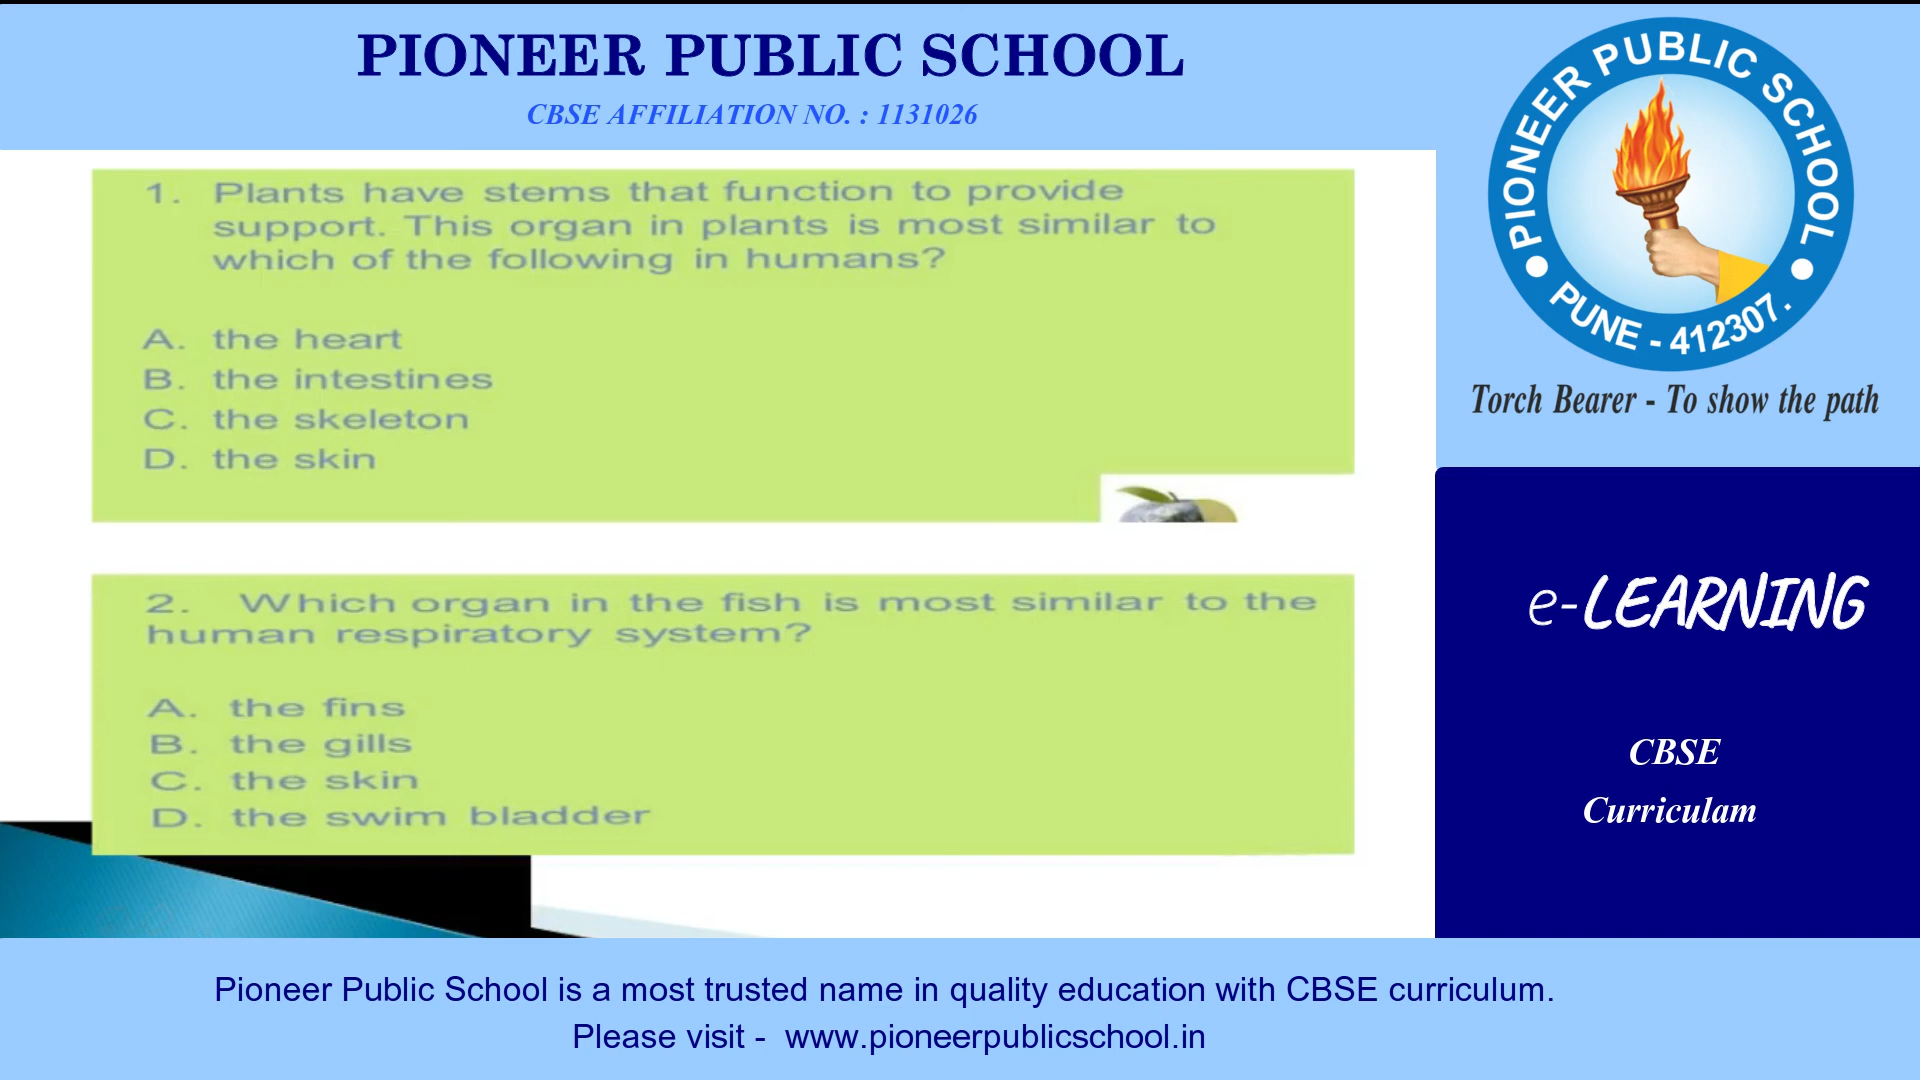 PIONEER PUBLIC SCHOOL
CBSE AFFILIATION NO. : 1131026
1. Plants have stems that function to provide
support. This organ in plants is most similar to
which of the following in humans?
A. the heart
B. the intestines
C. the skeleton
D. the skin
2. Which organ in the fish is most similar to the
human respiratory system?
A. the fins
B. the gills
C. the skin
D. the swim bladder
PIONEER PUBLIC SCHOOL
PUNE - 412307.
Torch Bearer - To show the path
e-LEARNING
CBSE
Curriculam
Pioneer Public School is a most trusted name in quality education with CBSE curriculum.
Please visit - www.pioneerpublicschool.in